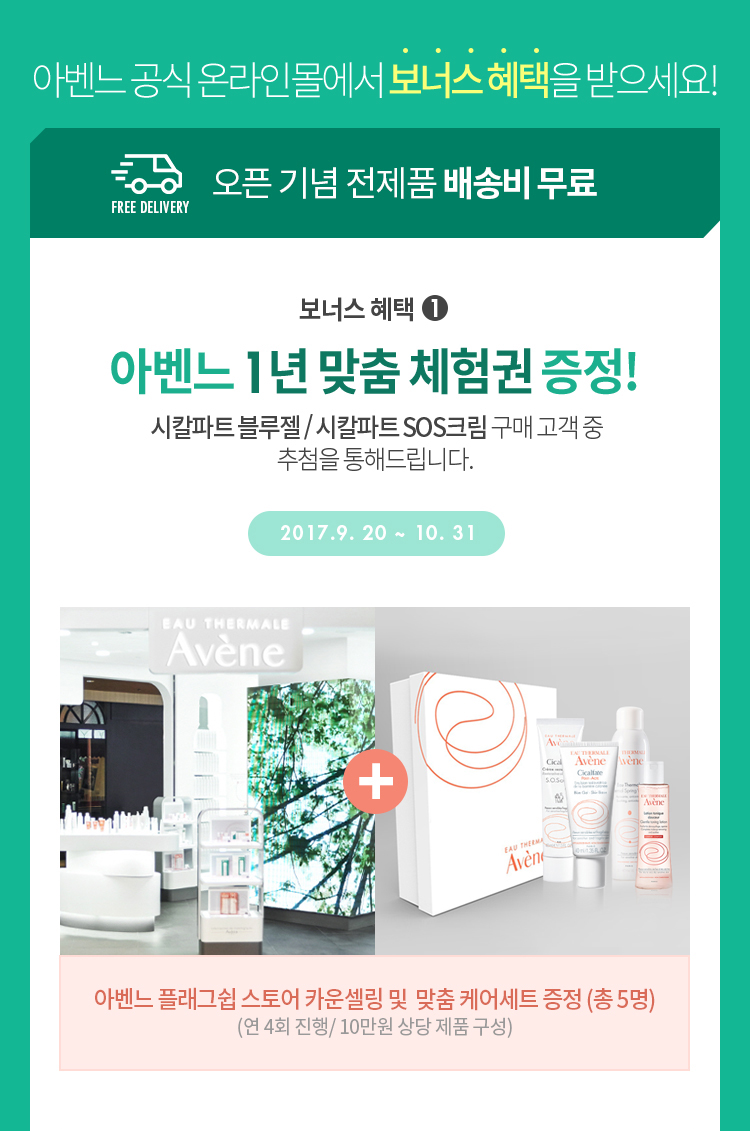 아벤느 공식 온라인몰에서 보너스 혜택을 받으세요!
FREE DELIVERY
오픈 기념 전제품 배송비 무료
보너스 혜택 1
아벤느 1년 맞춤 체험권 증정!
시칼파트 블루젤 / 시칼파트 SOS크림 구매 고객 중
추첨을 통해드립니다.
2017.9. 20 ~ 10. 31
EAU THERMALE
Avène
EAU THERMALE
Avène
EAU THERMALE
Avène
Cicalfate
EAU THERMALE
Avène
아벤느 플래그쉽 스토어 카운셀링 및 맞춤 케어세트 증정 (총 5명)
(연 4회 진행/ 10만원 상당 제품 구성)